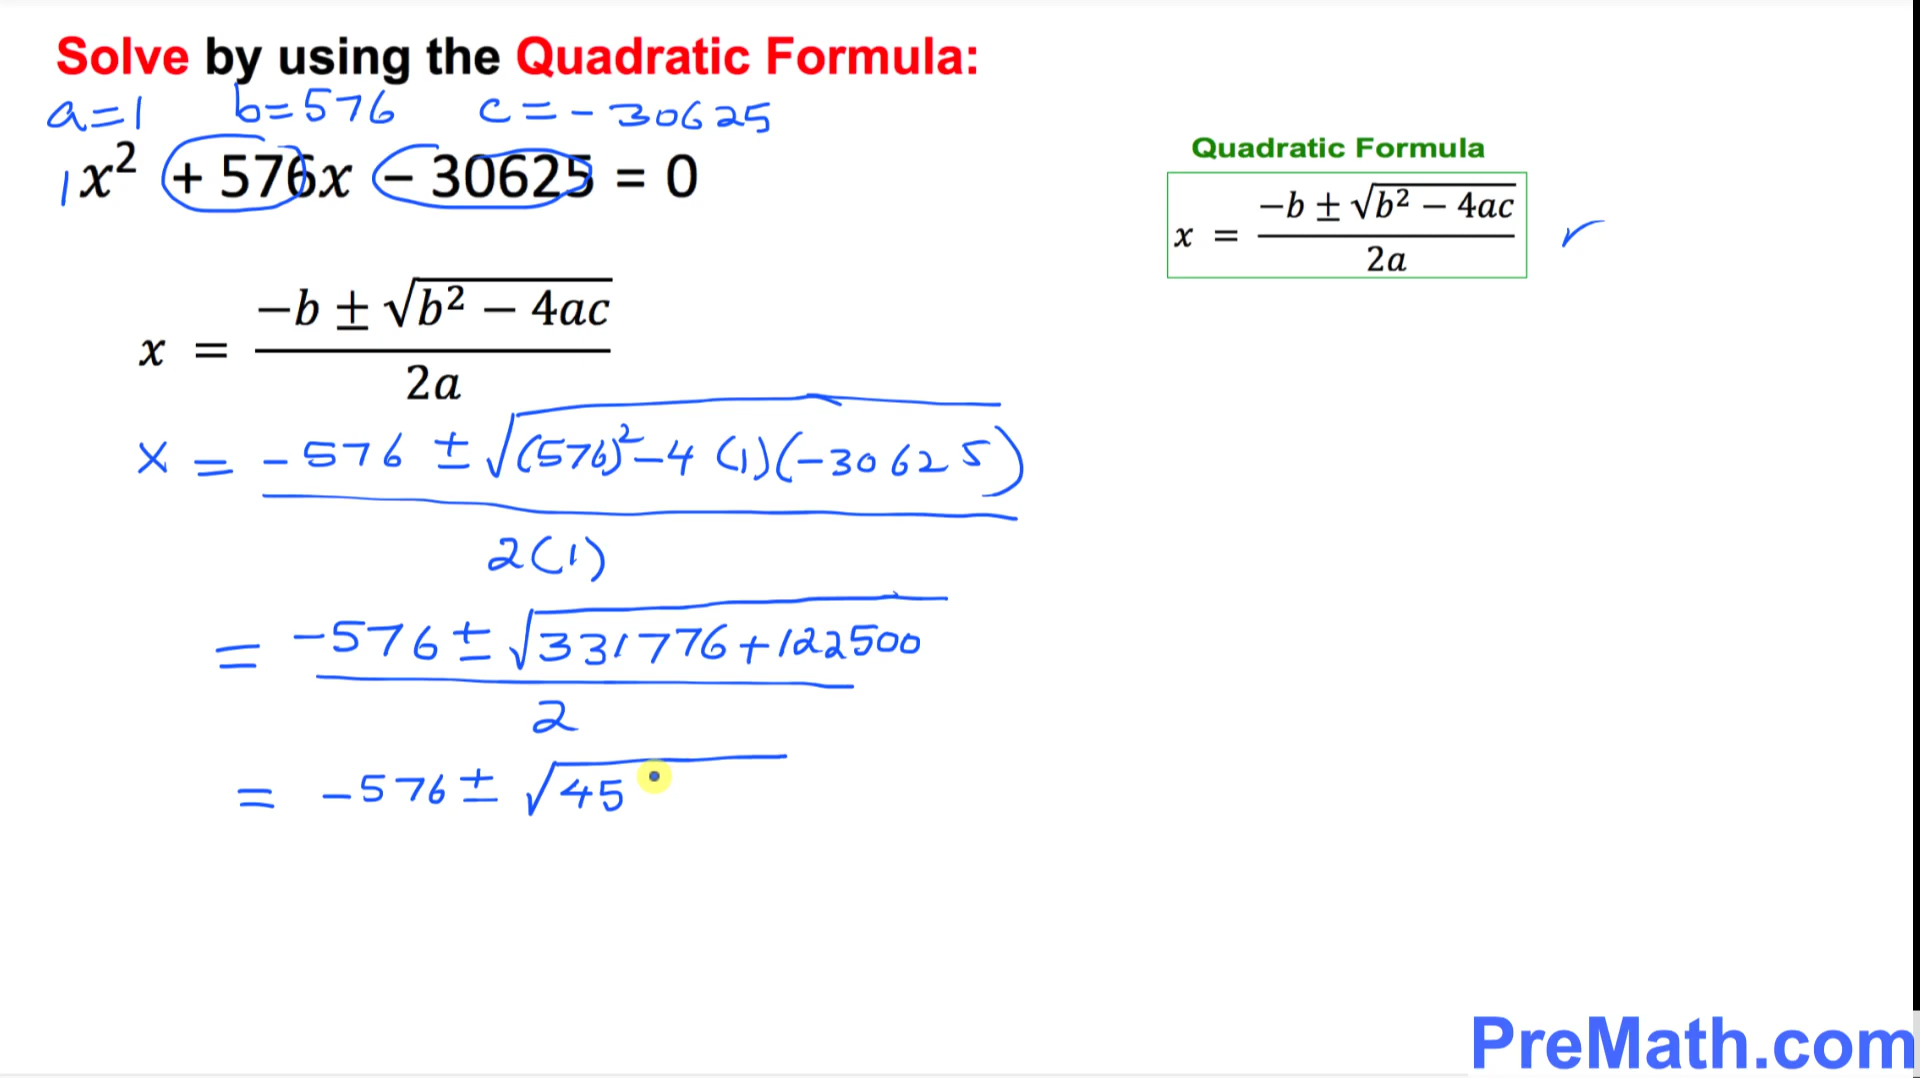 Solve by using the Quadratic Formula:
a=1 b=576 c=-30625
1x² + 576x − 30625 = 0
Quadratic Formula
x = (−b ± √(b² − 4ac)) / 2a
x = (−b ± √(b² − 4ac)) / 2a
x = (-576 ± √((576)²-4(1)(-30625))) / 2(1)
= (-576 ± √(331776+122500)) / 2
= -576 ± √45
PreMath.com